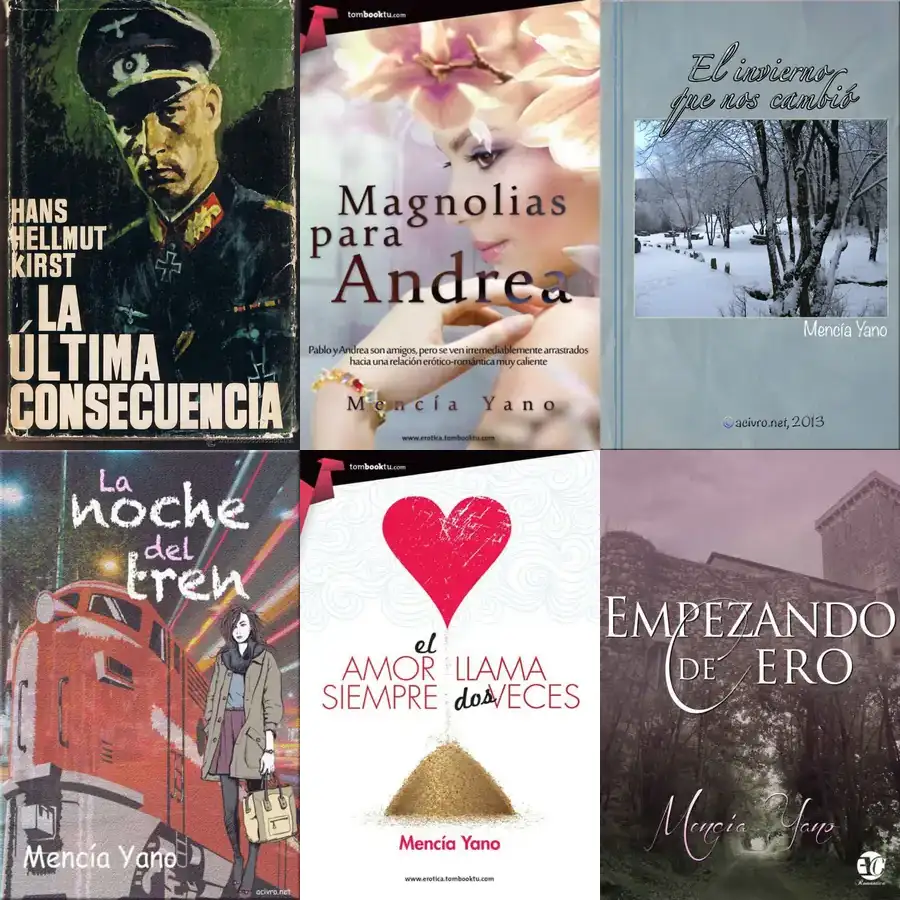 HANS
HELLMUT
KIRST
LA
ÚLTIMA
CONSECUENCIA
tombooktu.com
Magnolias
para
Andrea
Pablo y Andrea son amigos, pero se ven irremediablemente arrastrados
hacia una relación erótico-romántica muy caliente
Mencía Yano
www.erotica.tombooktu.com
El invierno
que nos cambió
Mencía Yano
acivro.net, 2013
La
noche
del
tren
Mencía Yano
acivro.net
tombooktu.com
el
AMOR LLAMA
SIEMPRE dos VECES
Mencía Yano
www.erotica.tombooktu.com
EMPEZANDO
DE CERO
Mencía Yano
Romantica